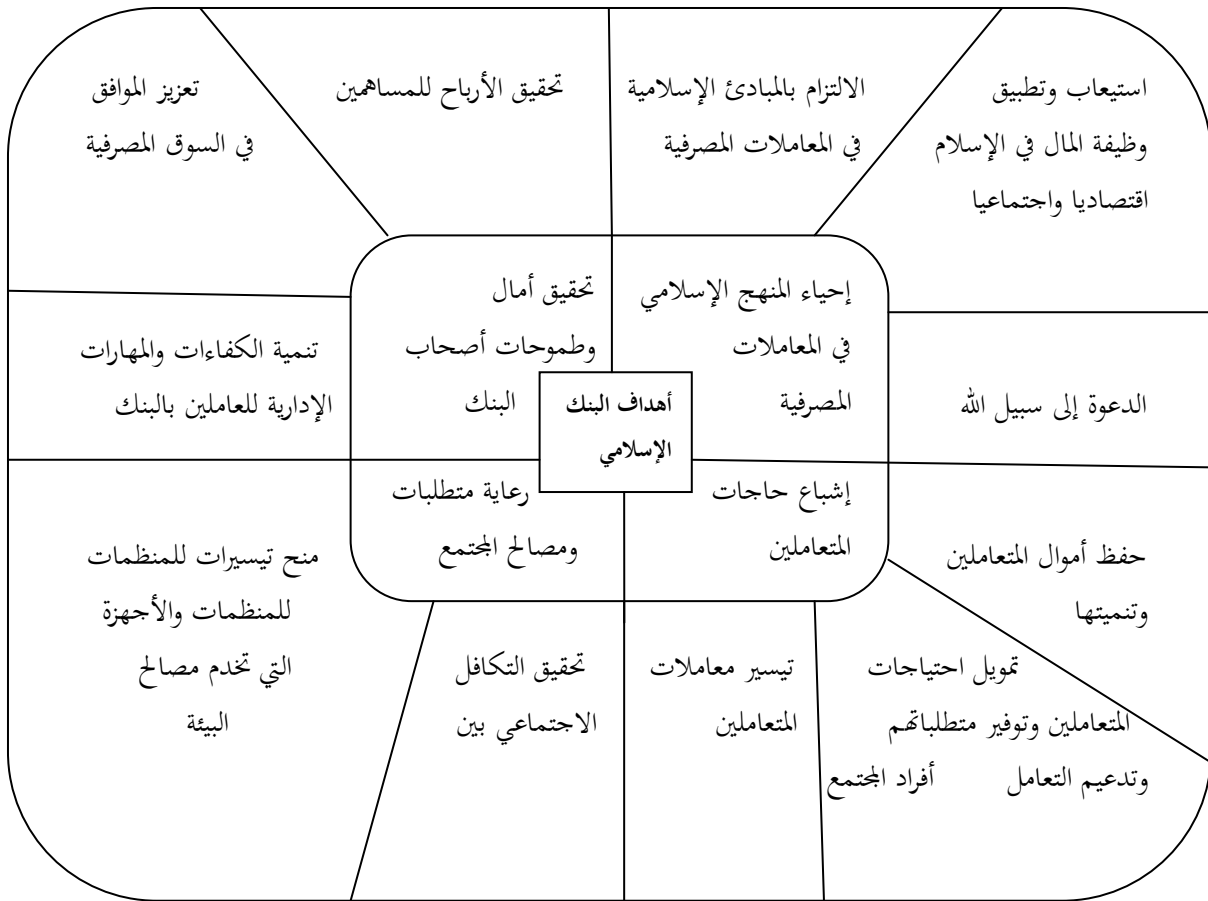 استيعاب وتطبيق
وظيفة المال في الإسلام
اقتصاديا واجتماعيا
الالتزام بالمبادئ الإسلامية
في المعاملات المصرفية
تحقيق الأرباح للمساهمين
تعزيز الموافق
في السوق المصرفية
إحياء المنهج الإسلامي
في المعاملات
المصرفية
تحقيق أمال
وطموحات أصحاب
البنك
الدعوة إلى سبيل الله
أهداف البنك
الإسلامي
تنمية الكفاءات والمهارات
الإدارية للعاملين بالبنك
إشباع حاجات
المتعاملين
رعاية متطلبات
ومصالح المجتمع
حفظ أموال المتعاملين
وتنميتها
تمويل احتياجات
المتعاملين وتوفير متطلباتهم
وتدعيم التعامل أفراد المجتمع
تيسير معاملات
المتعاملين
تحقيق التكافل
الاجتماعي بين
منح تيسيرات للمنظمات
للمنظمات والأجهزة
التي تخدم مصالح
البيئة